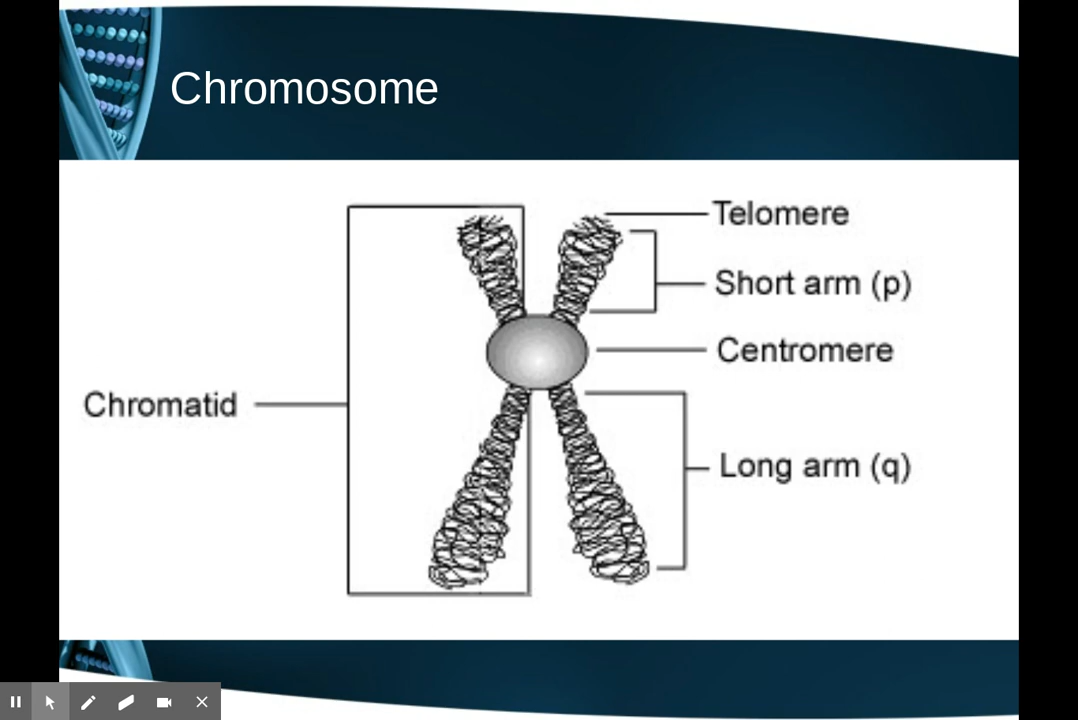 Chromosome
Telomere
Short arm (p)
Centromere
Chromatid
Long arm (q)